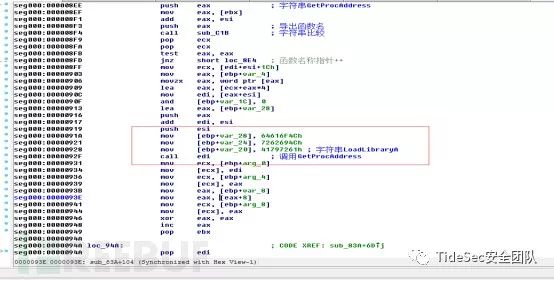 seg000:000008EE push eax ; 字符串GetProcAddress
seg000:000008EF mov eax, [ebx]
seg000:000008F1 add eax, esi
seg000:000008F3 push eax ; 导出函数名
seg000:000008F4 call sub_C1B ; 字符串比较
seg000:000008F9 pop ecx
seg000:000008FA pop ecx
seg000:000008FB test eax, eax
seg000:000008FD jnz short loc_8E4 ; 函数名称指针++
seg000:000008FF mov ecx, [edi+esi+1Ch]
seg000:00000903 mov eax, [ebp+var_4]
seg000:00000906 movzx eax, word ptr [eax]
seg000:00000909 lea eax, [ecx+eax*4]
seg000:0000090C mov edi, [eax+esi]
seg000:0000090F and [ebp+var_1C], 0
seg000:00000913 lea eax, [ebp+var_28]
seg000:00000916 push eax
seg000:00000917 add edi, esi
seg000:00000919 push esi
seg000:0000091A mov [ebp+var_28], 64616F4Ch
seg000:00000921 mov [ebp+var_24], 7262694Ch
seg000:00000928 mov [ebp+var_20], 41797261h ; 字符串LoadLibraryA
seg000:0000092F call edi ; 调用GetProcAddress
seg000:00000931 mov ecx, [ebp+arg_0]
seg000:00000934 mov [ecx], edi
seg000:00000936 mov ecx, [ebp+arg_4]
seg000:00000939 mov [ecx], eax
seg000:0000093B mov eax, [ebp+var_8]
seg000:0000093E mov eax, [eax+8]
seg000:00000941 mov ecx, [ebp+arg_8]
seg000:00000944 mov [ecx], eax
seg000:00000946 xor eax, eax
seg000:00000948 inc eax
seg000:00000949 pop ebx
seg000:0000094A
seg000:0000094A loc_94A: ; CODE XREF: sub_83A+6D↑j
seg000:0000094A pop edi
0000093E 0000093E: sub_83A+104 (Synchronized with Hex View-1)
TideSec安全团队